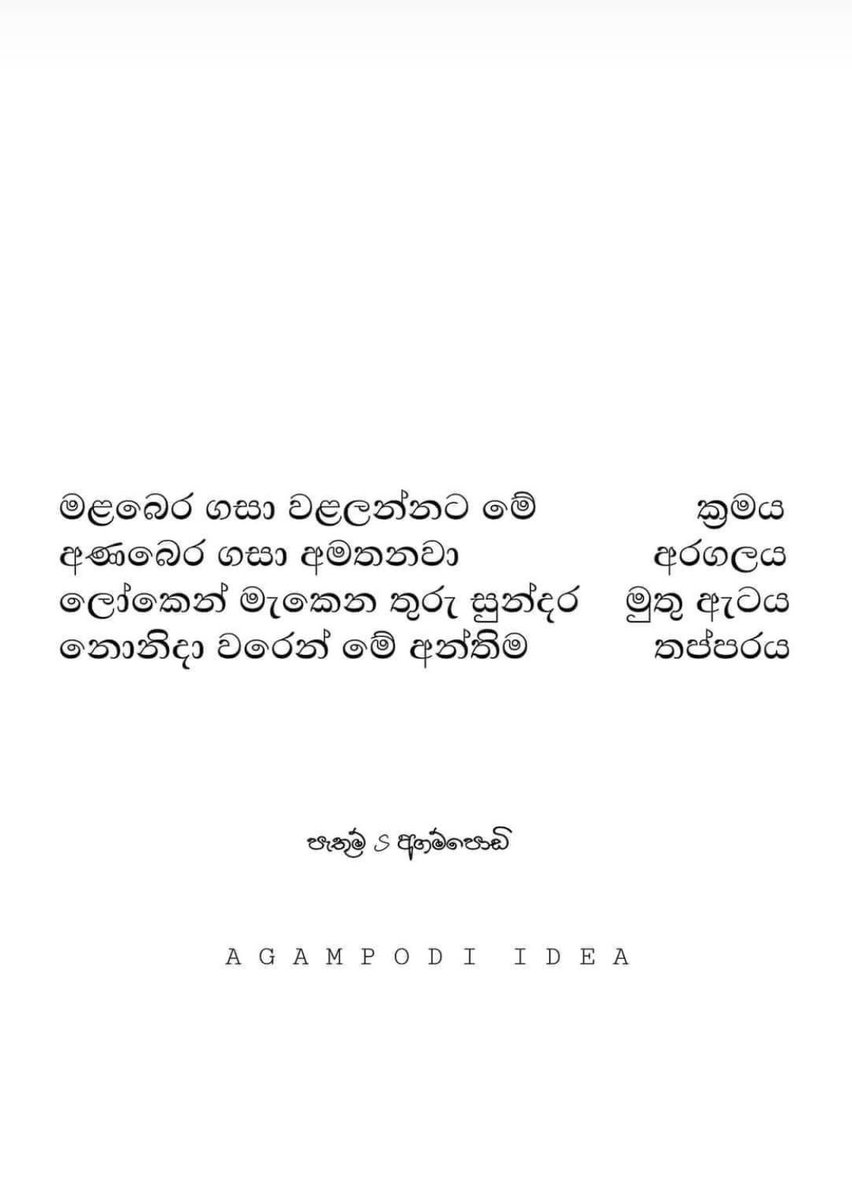 මළබෙර ගසා වළලන්නට මේ ක්‍රමය
අණබෙර ගසා අමතනවා අරගලය
ලෝකෙන් මැකෙන තුරු සුන්දර මුතු ඇටය
නොනිදා වරෙන් මේ අන්තිම තප්පරය
පැතුම් S අගම්පොඩි
AGAMPODI IDEA